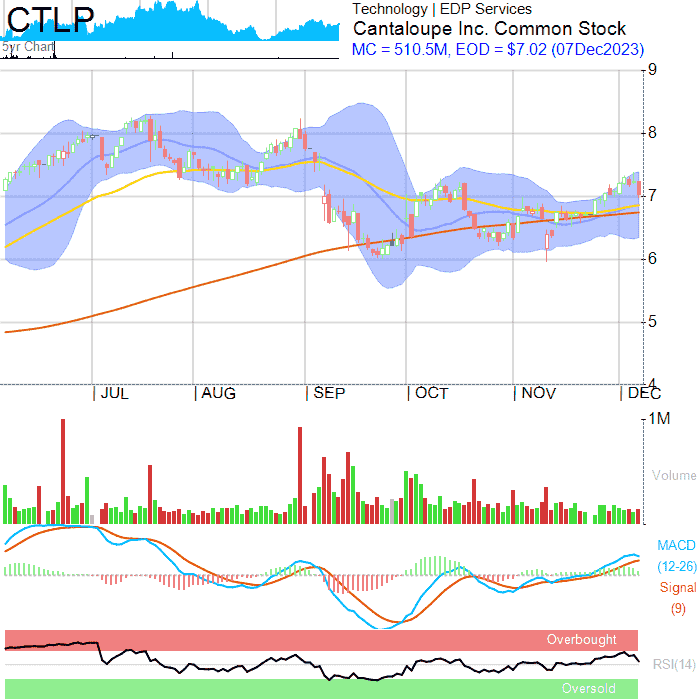 CTLP
Technology | EDP Services
Cantaloupe Inc. Common Stock
5yr Chart
MC = 510.5M, EOD = $7.02 (07Dec2023)
9
8
7
6
5
4
JUL
AUG
SEP
OCT
NOV
DEC
1M
Volume
MACD
(12-26)
Signal
(9)
Overbought
RSI(14)
Oversold